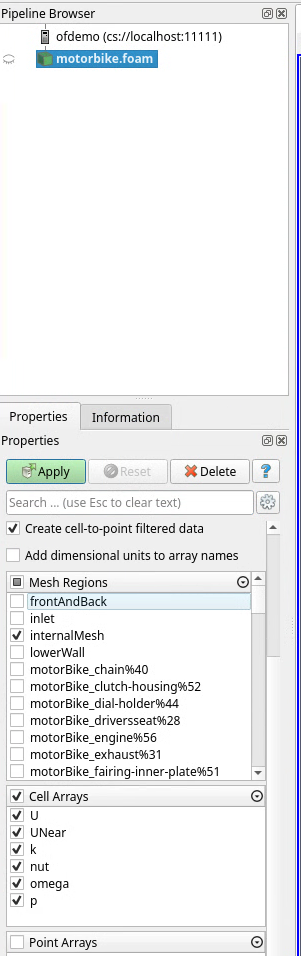 Pipeline Browser
ofdemo (cs://localhost:11111)
motorbike.foam
Properties Information
Properties
Apply Reset Delete ?
Search ... (use Esc to clear text)
Create cell-to-point filtered data
Add dimensional units to array names
Mesh Regions
frontAndBack
inlet
internalMesh
lowerWall
motorBike_chain%40
motorBike_clutch-housing%52
motorBike_dial-holder%44
motorBike_driversseat%28
motorBike_engine%56
motorBike_exhaust%31
motorBike_fairing-inner-plate%51
Cell Arrays
U
UNear
k
nut
omega
p
Point Arrays